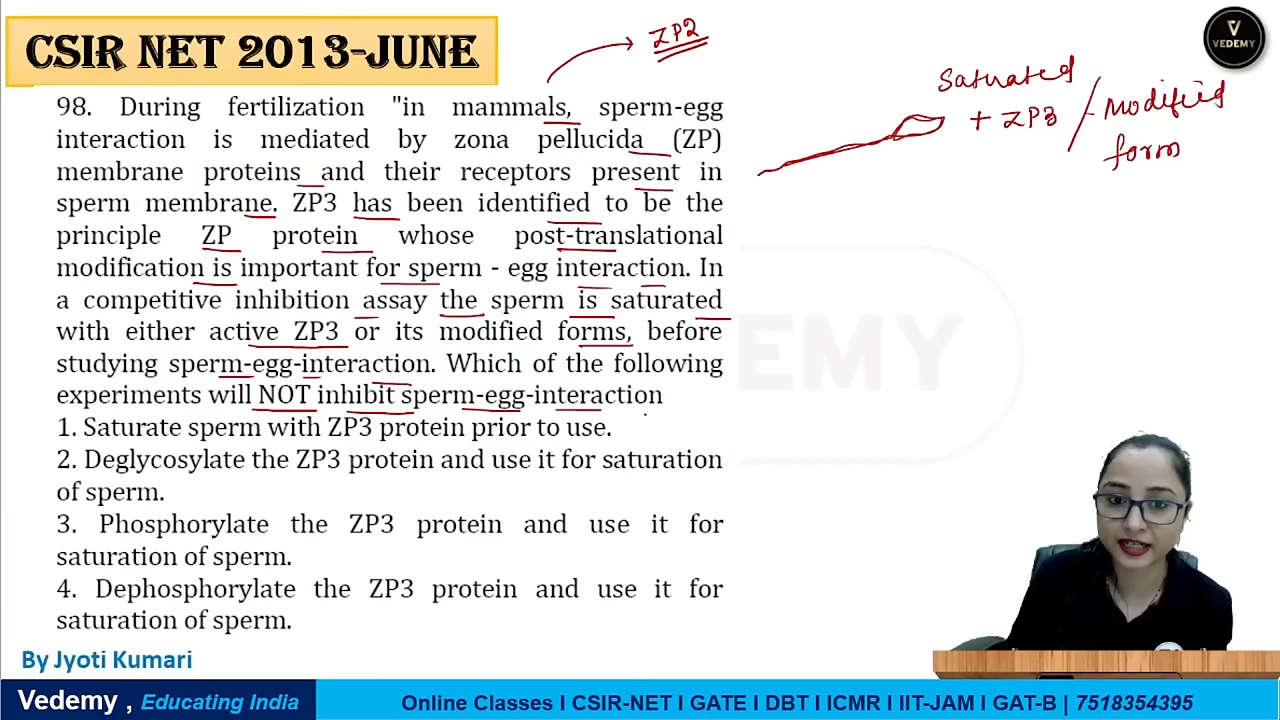 CSIR NET 2013-JUNE
ZP2
VEDEMY
Saturated
+ ZP3 / modified
form
98. During fertilization "in mammals, sperm-egg
interaction is mediated by zona pellucida (ZP)
membrane proteins and their receptors present in
sperm membrane. ZP3 has been identified to be the
principle ZP protein whose post-translational
modification is important for sperm - egg interaction. In
a competitive inhibition assay the sperm is saturated
with either active ZP3 or its modified forms, before
studying sperm-egg-interaction. Which of the following
experiments will NOT inhibit sperm-egg-interaction
1. Saturate sperm with ZP3 protein prior to use.
2. Deglycosylate the ZP3 protein and use it for saturation
of sperm.
3. Phosphorylate the ZP3 protein and use it for
saturation of sperm.
4. Dephosphorylate the ZP3 protein and use it for
saturation of sperm.
EMY
By Jyoti Kumari
Vedemy , Educating India
Online Classes I CSIR-NET I GATE I DBT I ICMR I IIT-JAM I GAT-B | 7518354395